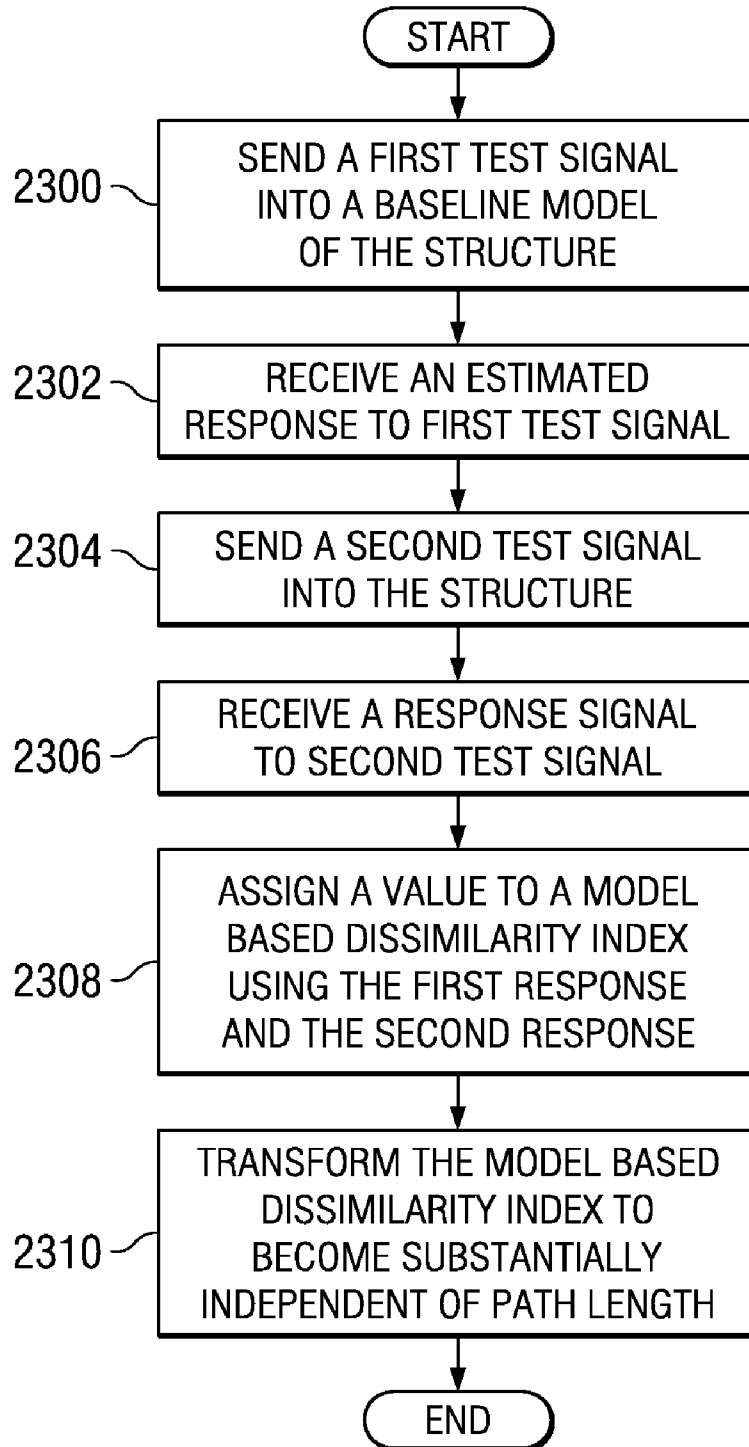 START
2300
SEND A FIRST TEST SIGNAL
INTO A BASELINE MODEL
OF THE STRUCTURE
2302
RECEIVE AN ESTIMATED
RESPONSE TO FIRST TEST SIGNAL
2304
SEND A SECOND TEST SIGNAL
INTO THE STRUCTURE
2306
RECEIVE A RESPONSE SIGNAL
TO SECOND TEST SIGNAL
2308
ASSIGN A VALUE TO A MODEL
BASED DISSIMILARITY INDEX
USING THE FIRST RESPONSE
AND THE SECOND RESPONSE
2310
TRANSFORM THE MODEL BASED
DISSIMILARITY INDEX TO
BECOME SUBSTANTIALLY
INDEPENDENT OF PATH LENGTH
END